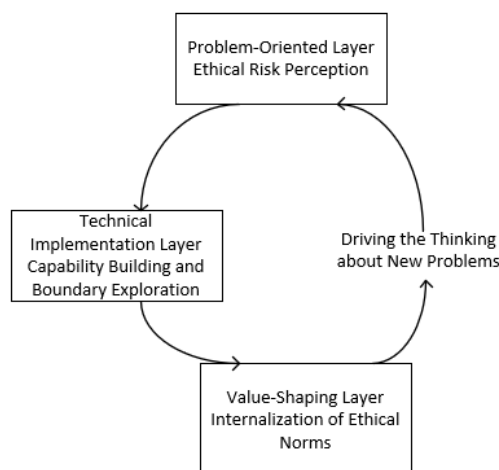 Problem-Oriented Layer
Ethical Risk Perception
Technical
Implementation Layer
Capability Building and
Boundary Exploration
Driving the Thinking
about New Problems
Value-Shaping Layer
Internalization of Ethical
Norms